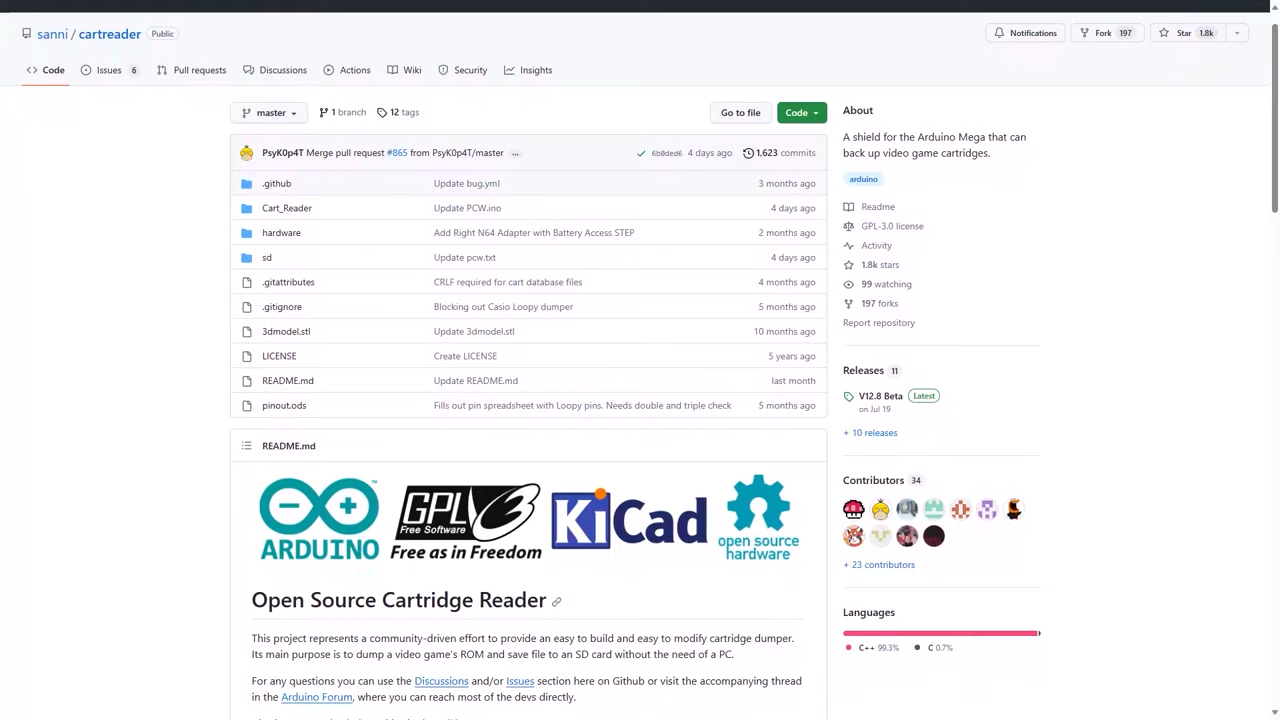 sanni / cartreader Public
Notifications Fork 197 Star 1.8k
Code Issues 6 Pull requests Discussions Actions Wiki Security Insights
master 1 branch 12 tags Go to file Code
PsyK0p4T Merge pull request #865 from PsyK0p4T/master ... 6b0ded6 4 days ago 1,623 commits
.github Update bug.yml 3 months ago
Cart_Reader Update PCW.ino 4 days ago
hardware Add Right N64 Adapter with Battery Access STEP 2 months ago
sd Update pcw.txt 4 days ago
.gitattributes CRLF required for cart database files 4 months ago
.gitignore Blocking out Casio Loopy dumper 5 months ago
3dmodel.stl Update 3dmodel.stl 10 months ago
LICENSE Create LICENSE 5 years ago
README.md Update README.md last month
pinout.ods Fills out pin spreadsheet with Loopy pins. Needs double and triple check 5 months ago
README.md
ARDUINO
GPL v3
Free Software
Free as in Freedom
KiCad
open source
hardware
Open Source Cartridge Reader
This project represents a community-driven effort to provide an easy to build and easy to modify cartridge dumper.
Its main purpose is to dump a video game's ROM and save file to an SD card without the need of a PC.
For any questions you can use the Discussions and/or Issues section here on Github or visit the accompanying thread
in the Arduino Forum, where you can reach most of the devs directly.
About
A shield for the Arduino Mega that can
back up video game cartridges.
arduino
Readme
GPL-3.0 license
Activity
1.8k stars
99 watching
197 forks
Report repository
Releases 11
V12.8 Beta Latest
on Jul 19
+ 10 releases
Contributors 34
+ 23 contributors
Languages
C++ 99.3% C 0.7%